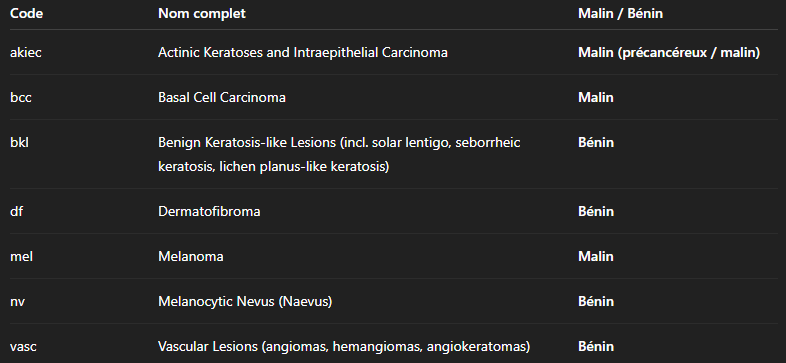 Code Nom complet Malin / Bénin
akiec Actinic Keratoses and Intraepithelial Carcinoma Malin (précancéreux / malin)
bcc Basal Cell Carcinoma Malin
bkl Benign Keratosis-like Lesions (incl. solar lentigo, seborrheic Bénin
keratosis, lichen planus-like keratosis)
df Dermatofibroma Bénin
mel Melanoma Malin
nv Melanocytic Nevus (Naevus) Bénin
vasc Vascular Lesions (angiomas, hemangiomas, angiokeratomas) Bénin